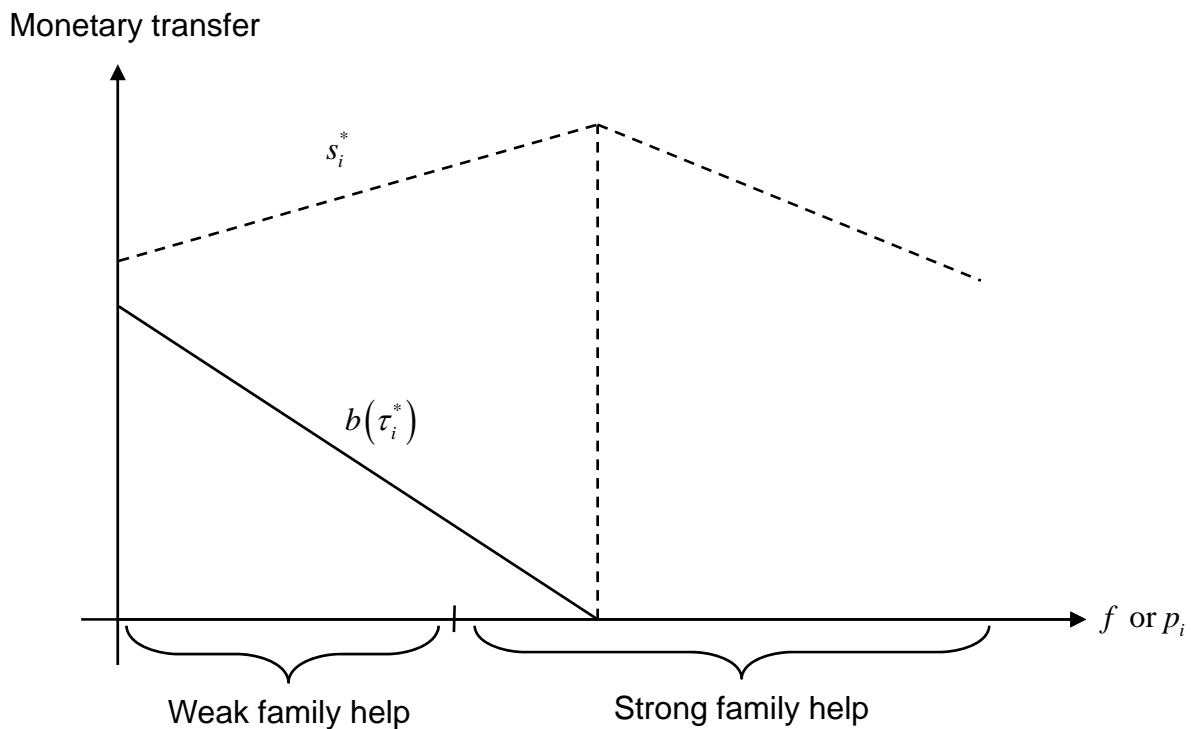 Monetary transfer
s_i^*
b(τ_i^*)
f or p_i
Weak family help
Strong family help